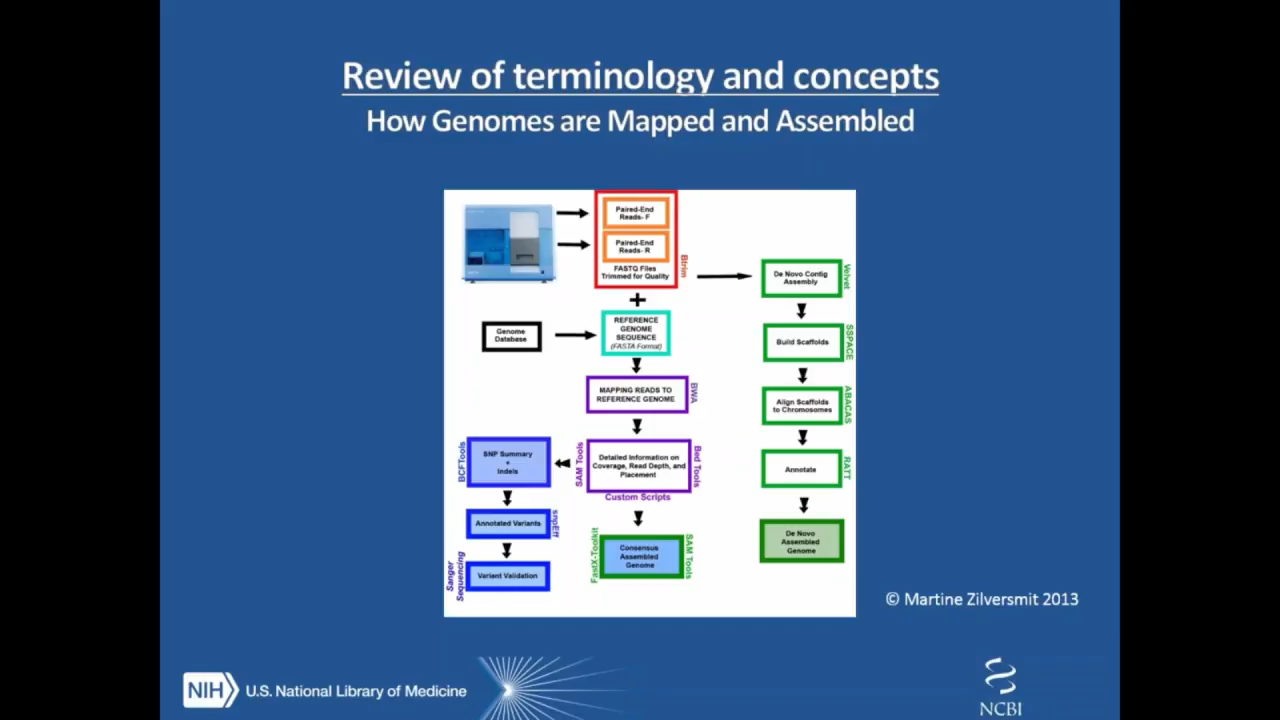 Review of terminology and concepts
How Genomes are Mapped and Assembled
Paired-End
Reads- F
Paired-End
Reads- R
FASTQ Files
Trimmed for Quality
Btrim
+
Genome
Database
REFERENCE
GENOME
SEQUENCE
(FASTA Format)
MAPPING READS TO
REFERENCE GENOME
BWA
SAM Tools
Detailed Information on
Coverage, Read Depth, and
Placement
Bed Tools
Custom Scripts
BCFTools
SNP Summary
+
Indels
Annotated Variants
snpEff
Sanger
Sequencing
Variant Validation
FastX-Toolkit
Consensus
Assembled
Genome
SAM Tools
De Novo Contig
Assembly
Velvet
Build Scaffolds
SSPACE
Align Scaffolds
to Chromosomes
ABACAS
Annotate
RATT
De Novo
Assembled
Genome
© Martine Zilversmit 2013
NIH
U.S. National Library of Medicine
NCBI